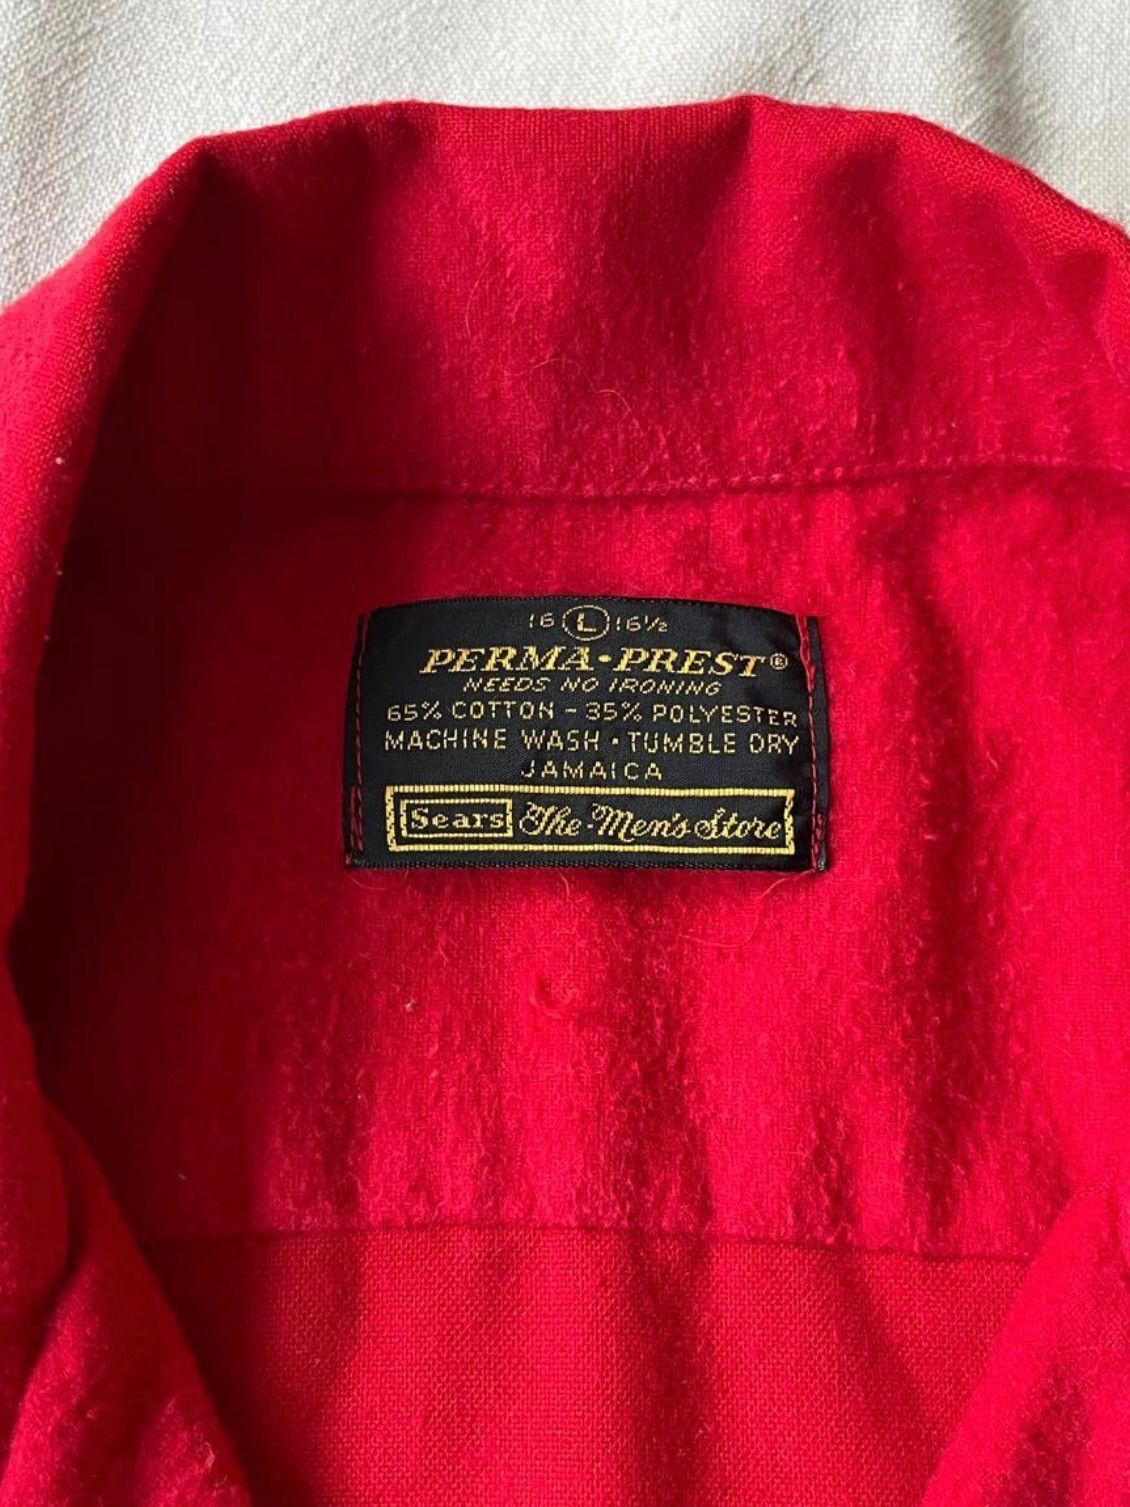 16 L 16½
PERMA·PREST®
NEEDS NO IRONING
65% COTTON - 35% POLYESTER
MACHINE WASH · TUMBLE DRY
JAMAICA
Sears The Men's Store